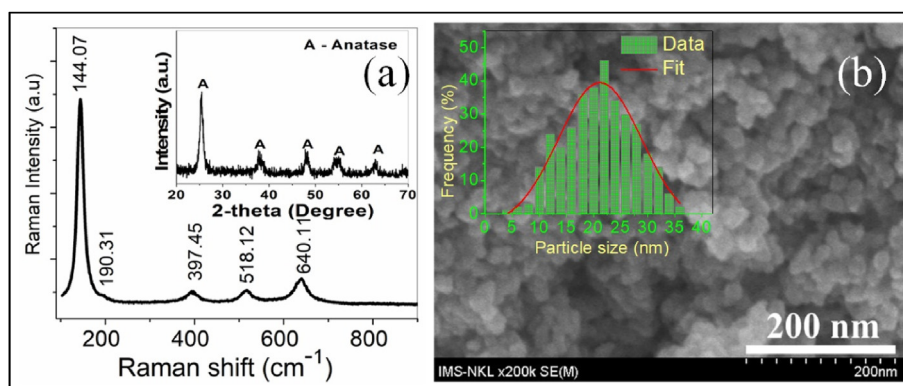 (a)
Raman Intensity (a.u)
144.07
190.31
397.45
518.12
640.11
200 400 600 800
Raman shift (cm⁻¹)
A - Anatase
Intensity (a.u.)
A
A
A
A
A
20 30 40 50 60 70
2-theta (Degree)
(b)
Data
Fit
Frequency (%)
50
40
30
20
10
0
0 5 10 15 20 25 30 35 40
Particle size (nm)
200 nm
IMS-NKL x200k SE(M)
200nm